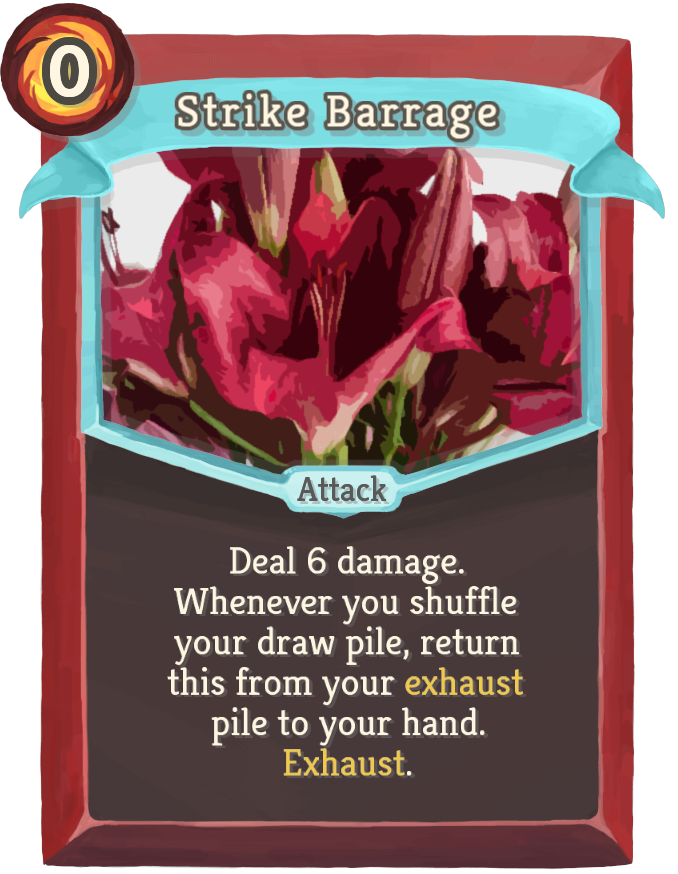 0
Strike Barrage
Attack
Deal 6 damage.
Whenever you shuffle
your draw pile, return
this from your exhaust
pile to your hand.
Exhaust.